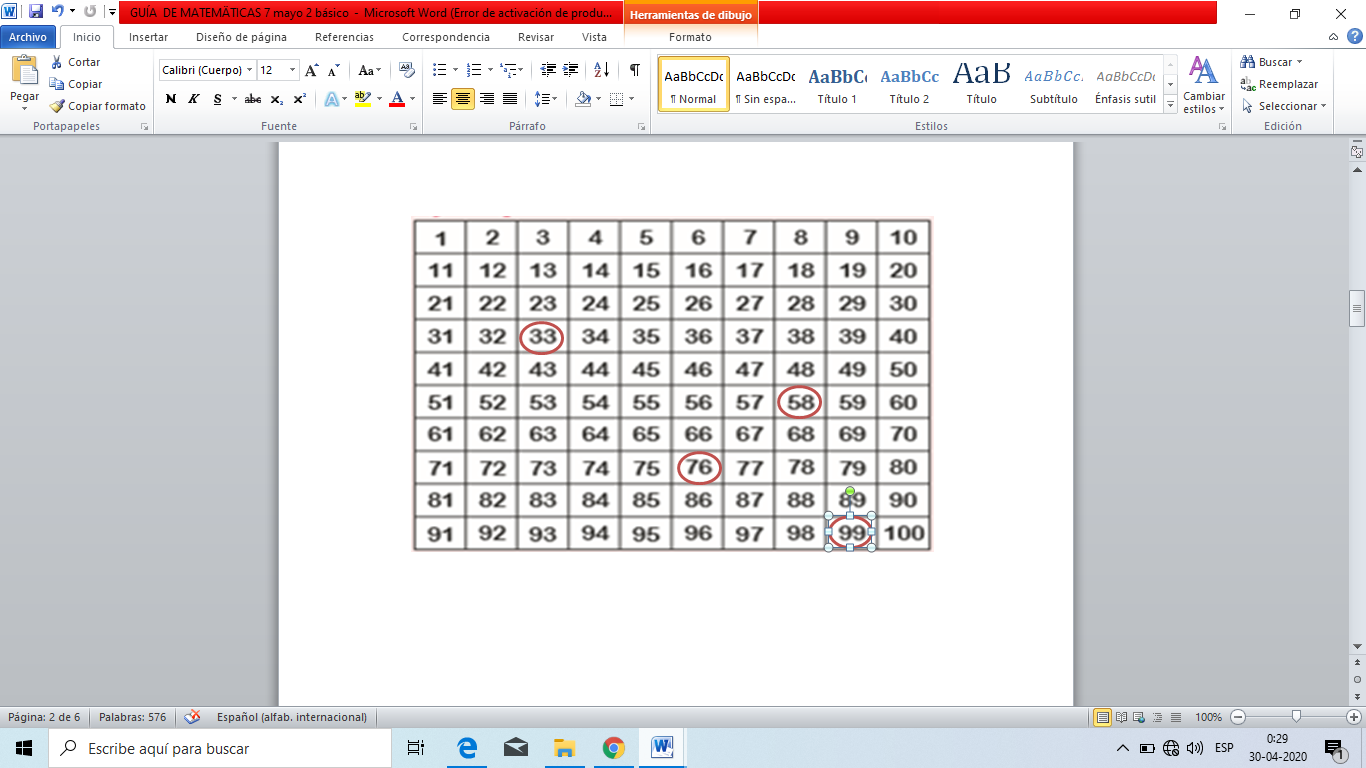 GUÍA  DE MATEMÁTICAS 7 mayo 2 básico  -  Microsoft Word (Error de activación de produ...
Herramientas de dibujo
Archivo Inicio Insertar Diseño de página Referencias Correspondencia Revisar Vista Formato
Pegar
Cortar
Copiar
Copiar formato
Portapapeles
Calibri (Cuerpo) 12
N K S abc x₂ x² A ab A
Fuente
Párrafo
AaBbCcDc AaBbCcDc AaBbCc AaBbCc AaB AaBbCc. AaBbCcDc
¶ Normal ¶ Sin espa... Título 1 Título 2 Título Subtítulo Énfasis sutil
Cambiar
estilos
Estilos
Buscar
Reemplazar
Seleccionar
Edición
1 2 3 4 5 6 7 8 9 10
11 12 13 14 15 16 17 18 19 20
21 22 23 24 25 26 27 28 29 30
31 32 33 34 35 36 37 38 39 40
41 42 43 44 45 46 47 48 49 50
51 52 53 54 55 56 57 58 59 60
61 62 63 64 65 66 67 68 69 70
71 72 73 74 75 76 77 78 79 80
81 82 83 84 85 86 87 88 89 90
91 92 93 94 95 96 97 98 99 100
Página: 2 de 6 Palabras: 576 Español (alfab. internacional) 100%
Escribe aquí para buscar
ESP
0:29
30-04-2020
1